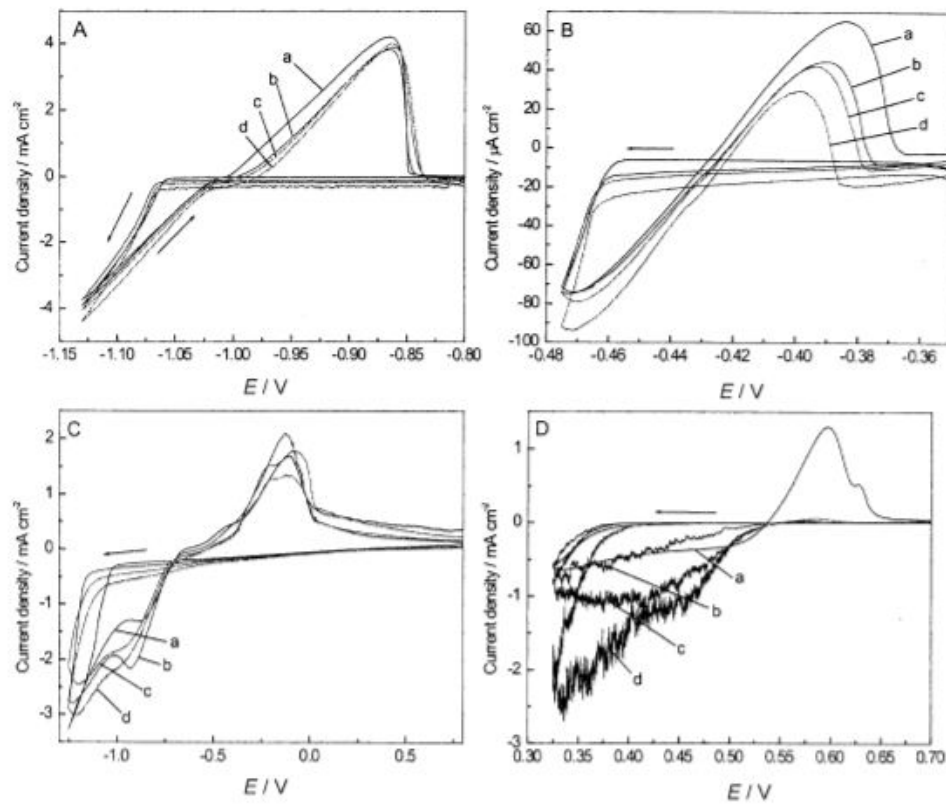 A
4
2
0
-2
-4
a
b
c
d
Current density / mA cm⁻²
-1.15 -1.10 -1.05 -1.00 -0.95 -0.90 -0.85 -0.80
E / V
B
60
40
20
0
-20
-40
-60
-80
-100
a
b
c
d
Current density / µA cm⁻²
-0.48 -0.46 -0.44 -0.42 -0.40 -0.38 -0.36
E / V
C
2
1
0
-1
-2
-3
a
b
c
d
Current density / mA cm⁻²
-1.0 -0.5 0.0 0.5
E / V
D
1
0
-1
-2
-3
a
b
c
d
Current density / mA cm⁻²
0.30 0.35 0.40 0.45 0.50 0.55 0.60 0.65 0.70
E / V